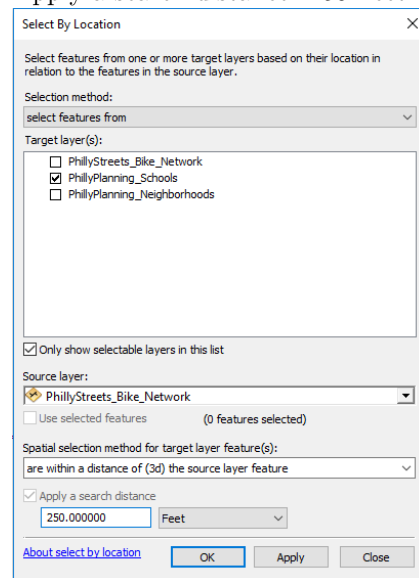 Select By Location
Select features from one or more target layers based on their location in
relation to the features in the source layer.
Selection method:
select features from
Target layer(s):
PhillyStreets_Bike_Network
PhillyPlanning_Schools
PhillyPlanning_Neighborhoods
Only show selectable layers in this list
Source layer:
PhillyStreets_Bike_Network
Use selected features (0 features selected)
Spatial selection method for target layer feature(s):
are within a distance of (3d) the source layer feature
Apply a search distance
250.000000 Feet
About select by location OK Apply Close